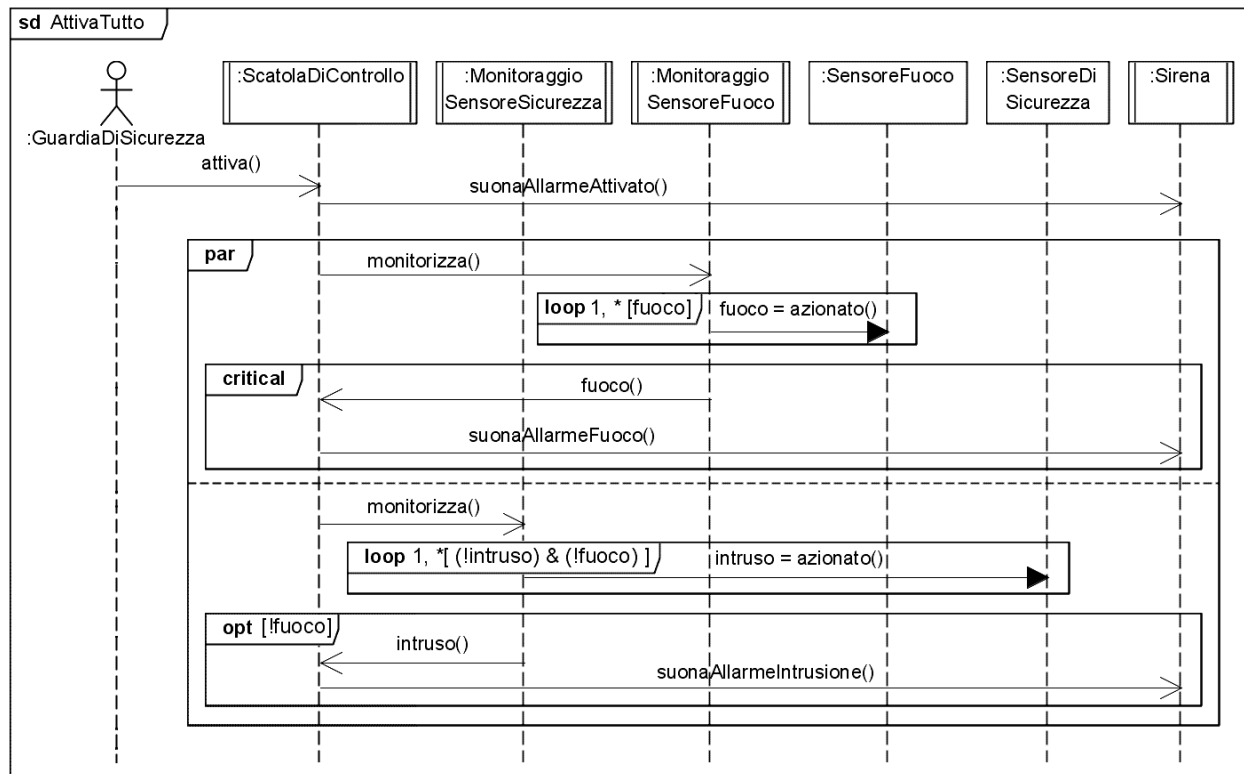 sd AttivaTutto
:GuardiaDiSicurezza
:ScatolaDiControllo
:Monitoraggio
SensoreSicurezza
:Monitoraggio
SensoreFuoco
:SensoreFuoco
:SensoreDi
Sicurezza
:Sirena
attiva()
suonaAllarmeAttivato()
par
monitorizza()
loop 1, * [fuoco]
fuoco = azionato()
critical
fuoco()
suonaAllarmeFuoco()
monitorizza()
loop 1, *[ (!intruso) & (!fuoco) ]
intruso = azionato()
opt [!fuoco]
intruso()
suonaAllarmeIntrusione()